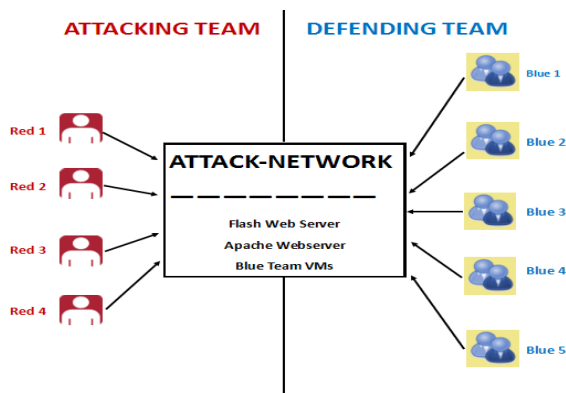 ATTACKING TEAM
DEFENDING TEAM
Red 1
Red 2
Red 3
Red 4
ATTACK-NETWORK
Flash Web Server
Apache Webserver
Blue Team VMs
Blue 1
Blue 2
Blue 3
Blue 4
Blue 5